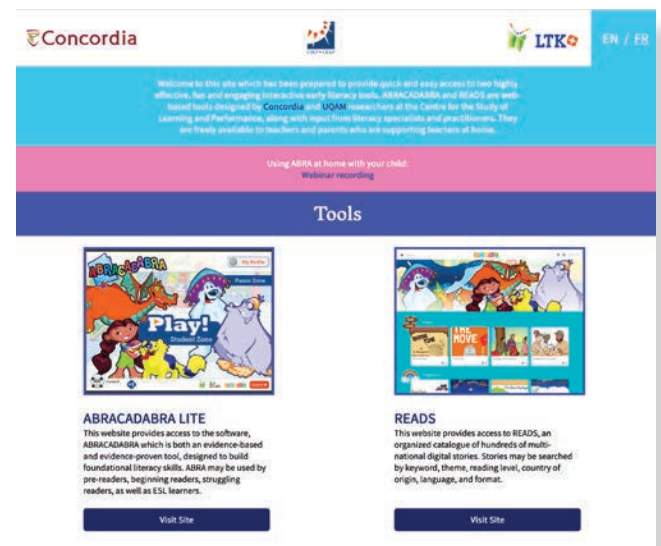 Concordia
LTK
EN / FR
Welcome to this site which has been prepared to provide quick and easy access to two highly
effective, fun and engaging interactive early literacy tools. ABRACADABRA and READS are web-
based tools designed by Concordia and UQAM researchers at the Centre for the Study of
Learning and Performance, along with input from literacy specialists and practitioners. They
are freely available to teachers and parents who are supporting learners at home.
Using ABRA at home with your child:
Webinar recording
Tools
ABRACADABRA
My Profile
Parent Zone
Play!
Student Zone
THE
MOVE
ABRACADABRA LITE
This website provides access to the software,
ABRACADABRA which is both an evidence-based
and evidence-proven tool, designed to build
foundational literacy skills. ABRA may be used by
pre-readers, beginning readers, struggling
readers, as well as ESL learners.
Visit Site
READS
This website provides access to READS, an
organized catalogue of hundreds of multi-
national digital stories. Stories may be searched
by keyword, theme, reading level, country of
origin, language, and format.
Visit Site